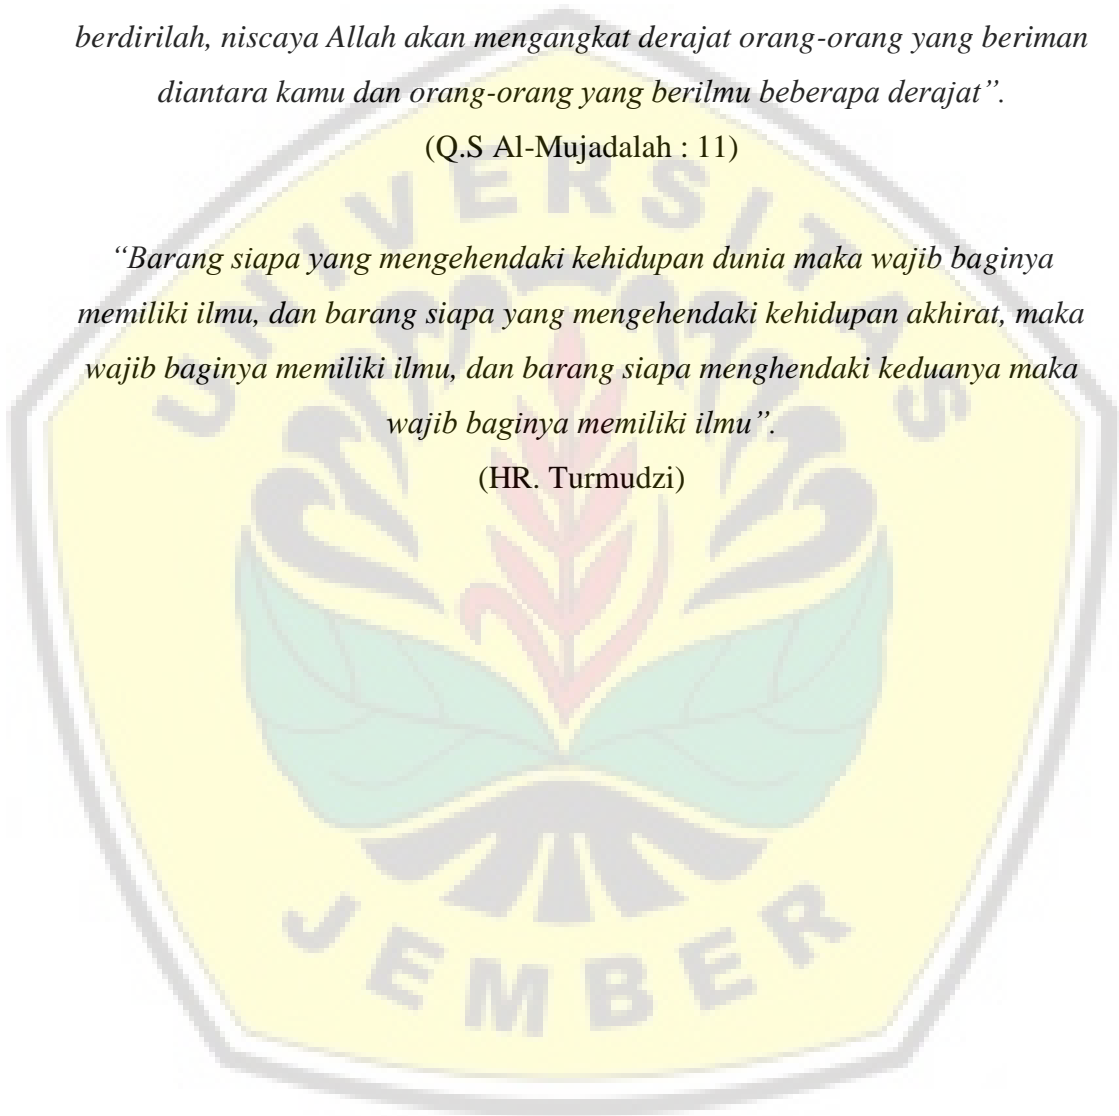 berdirilah, niscaya Allah akan mengangkat derajat orang-orang yang beriman
diantara kamu dan orang-orang yang berilmu beberapa derajat”.
(Q.S Al-Mujadalah : 11)
“Barang siapa yang mengehendaki kehidupan dunia maka wajib baginya
memiliki ilmu, dan barang siapa yang mengehendaki kehidupan akhirat, maka
wajib baginya memiliki ilmu, dan barang siapa menghendaki keduanya maka
wajib baginya memiliki ilmu”.
(HR. Turmudzi)
UNIVERSITAS
JEMBER